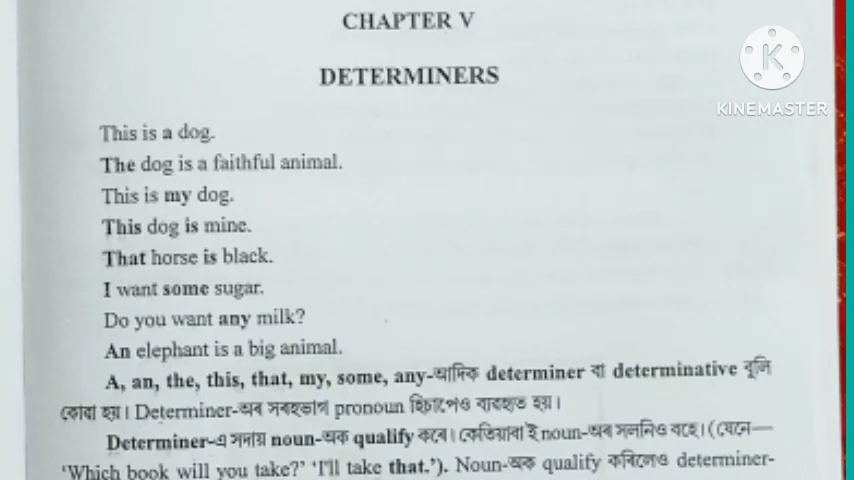 CHAPTER V
DETERMINERS
KINEMASTER
This is a dog.
The dog is a faithful animal.
This is my dog.
This dog is mine.
That horse is black.
I want some sugar.
Do you want any milk?
An elephant is a big animal.
A, an, the, this, that, my, some, any-আদিক determiner বা determinative বুলি
কোৱা হয়। Determiner-অৰ সৰহভাগ pronoun হিচাপেও ব্যৱহৃত হয়।
Determiner-এ সদায় noun-অক qualify কৰে। কেতিয়াবা ই noun-অৰ সলনিও বহে। (যেনে—
'Which book will you take?' 'I'll take that.'). Noun-অক qualify কৰিলেও determiner-